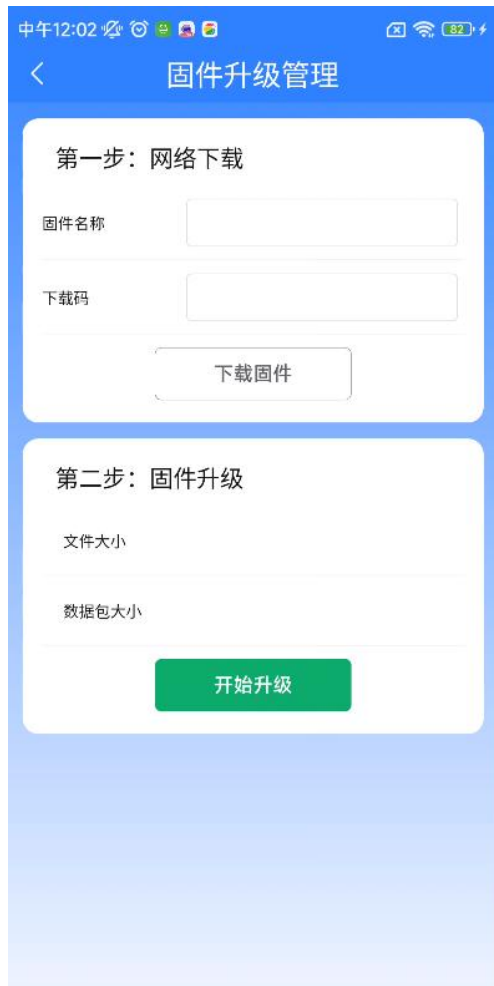 中午12:02 82
固件升级管理
第一步：网络下载
固件名称
下载码
下载固件
第二步：固件升级
文件大小
数据包大小
开始升级